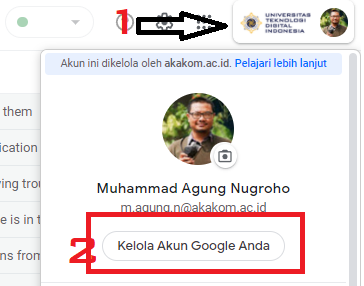 1
UNIVERSITAS
TEKNOLOGI
DIGITAL
INDONESIA
Akun ini dikelola oleh akakom.ac.id. Pelajari lebih lanjut
them
ication
ying trou
Muhammad Agung Nugroho
m.agung.n@akakom.ac.id
e is in t
2
Kelola Akun Google Anda
ns from